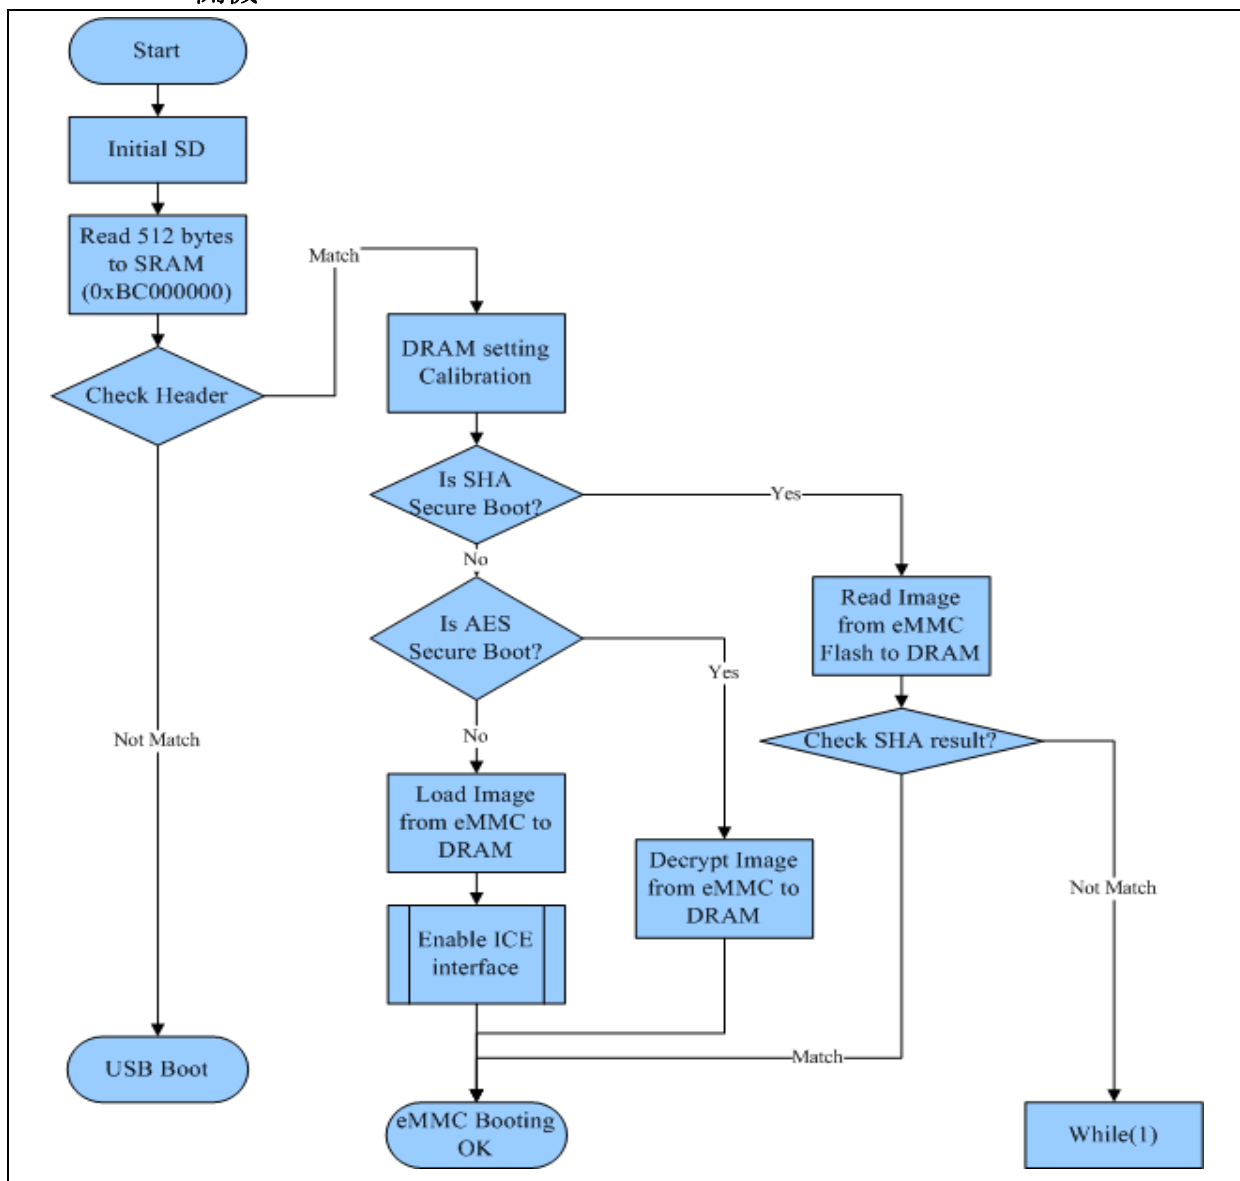 Start
Initial SD
Read 512 bytes
to SRAM
(0xBC000000)
Match
Check Header
DRAM setting
Calibration
Is SHA
Secure Boot?
Yes
No
Is AES
Secure Boot?
Yes
Read Image
from eMMC
Flash to DRAM
Not Match
No
Check SHA result?
Load Image
from eMMC to
DRAM
Decrypt Image
from eMMC to
DRAM
Not Match
Enable ICE
interface
USB Boot
Match
eMMC Booting
OK
While(1)